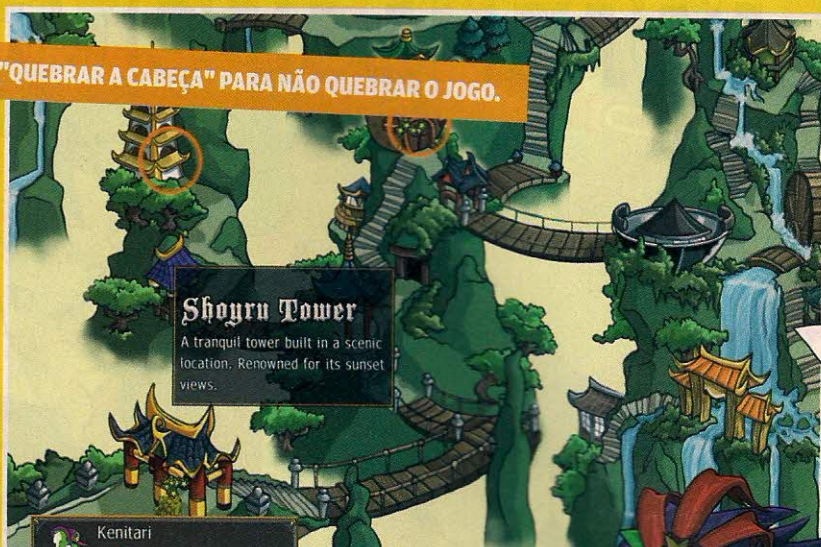 "QUEBRAR A CABEÇA" PARA NÃO QUEBRAR O JOGO.
Shoyru Tower
A tranquil tower built in a scenic
location. Renowned for its sunset
views.
Kenitari